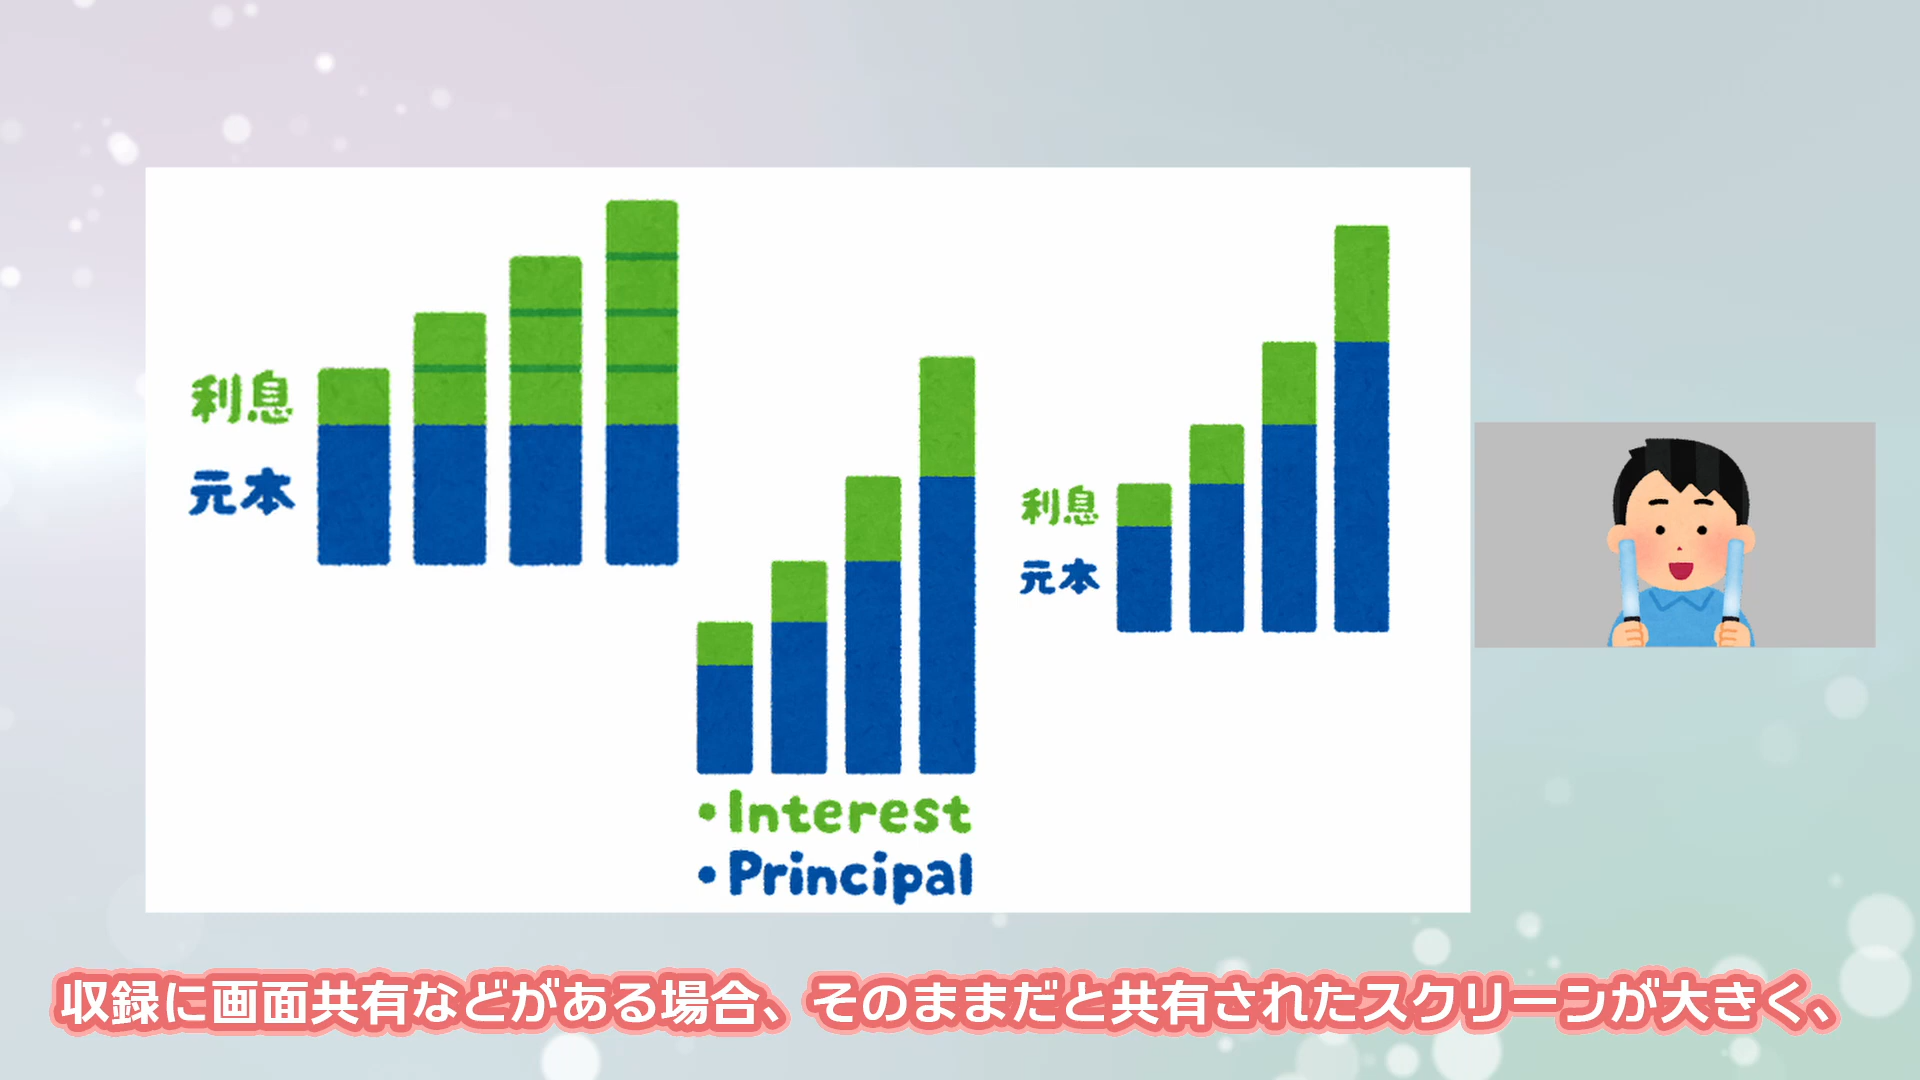 利息
元本
利息
元本
・Interest
・Principal
収録に画面共有などがある場合、そのままだと共有されたスクリーンが大きく、